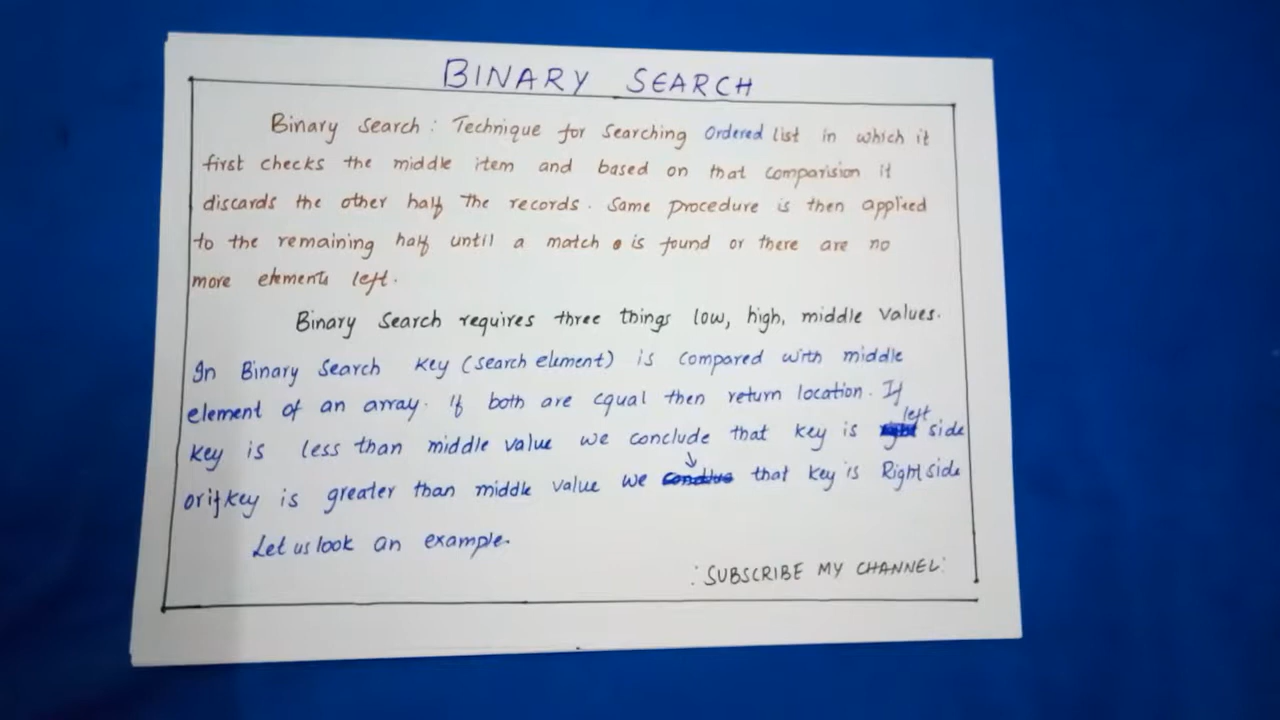 BINARY SEARCH
Binary Search : Technique for Searching Ordered list in which it
first checks the middle item and based on that comparision it
discards the other half the records. Same procedure is then applied
to the remaining half until a match is found or there are no
more elements left.
Binary Search requires three things low, high, middle values.
In Binary Search Key (search element) is compared with middle
element of an array. If both are equal then return location. If
left
Key is less than middle value we conclude that key is side
or if key is greater than middle value we that key is Right side
Let us look an example.
: SUBSCRIBE MY CHANNEL :